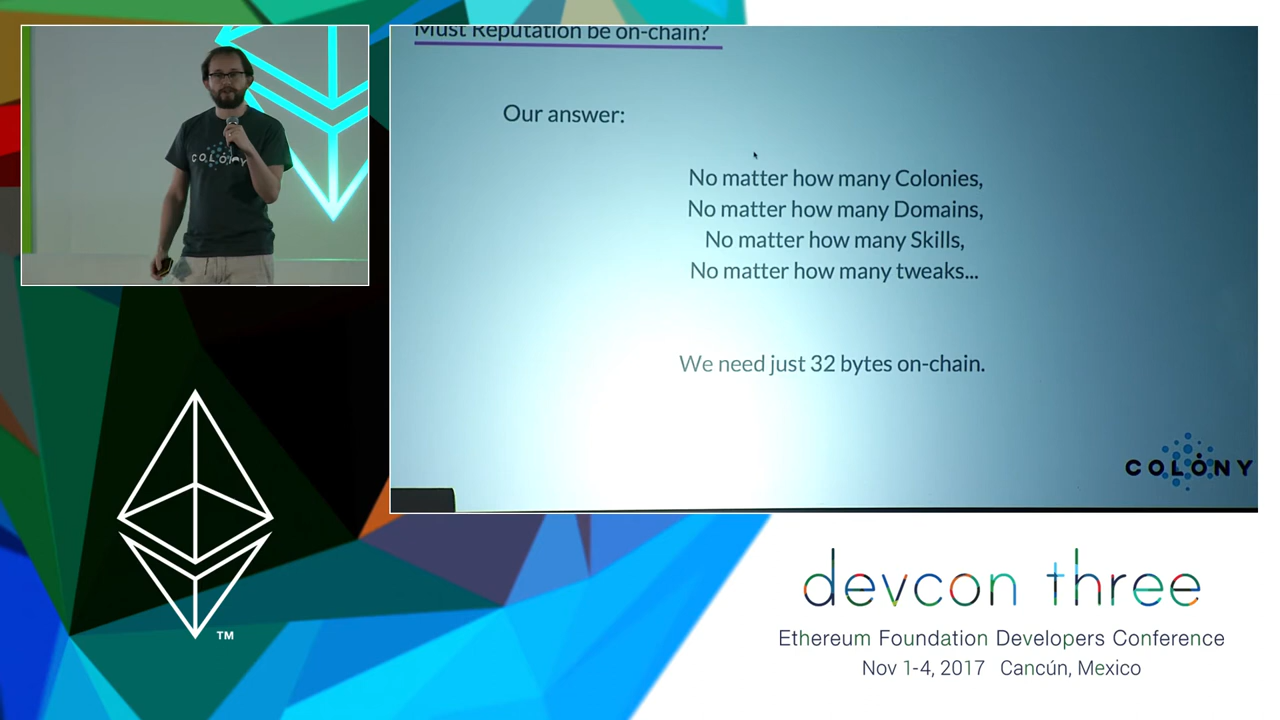 COLONY
Must Reputation be on-chain?
Our answer:
No matter how many Colonies,
No matter how many Domains,
No matter how many Skills,
No matter how many tweaks...
We need just 32 bytes on-chain.
COLONY
TM
devcon three
Ethereum Foundation Developers Conference
Nov 1-4, 2017 Cancún, Mexico